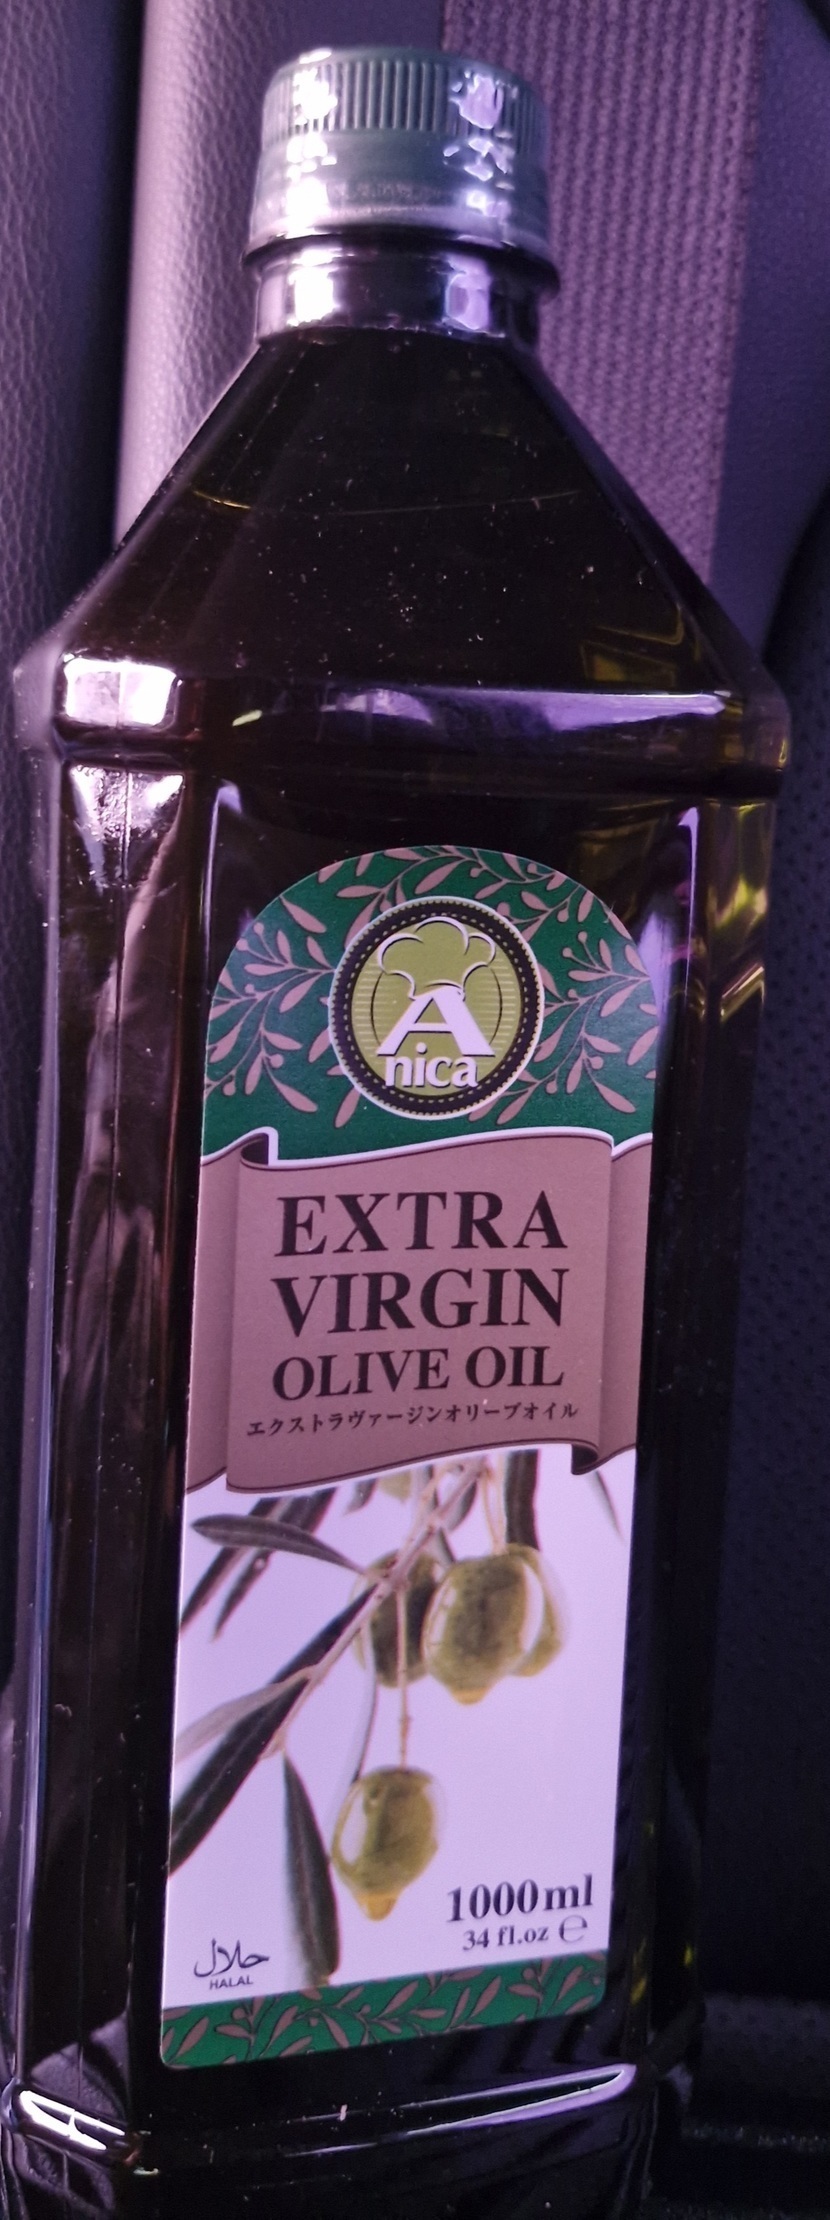 Anica
EXTRA
VIRGIN
OLIVE OIL
エクストラヴァージンオリーブオイル
1000ml
34 fl.oz ℮
حلال
HALAL